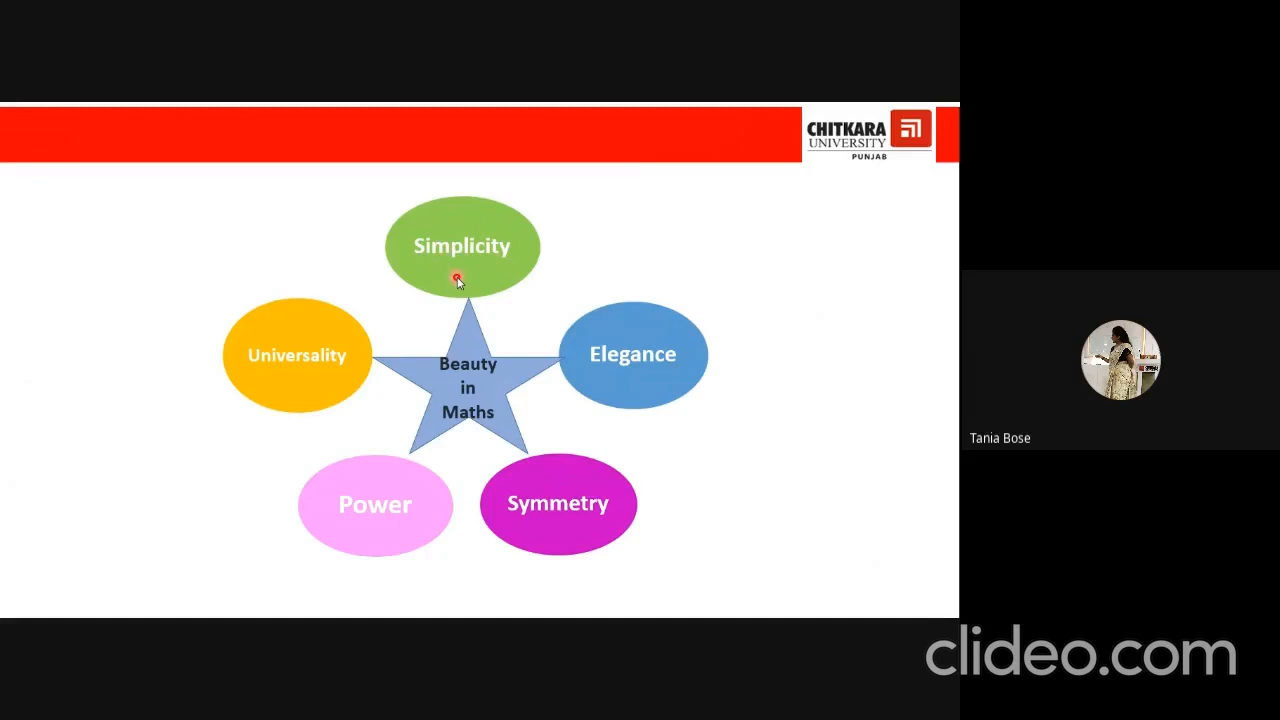 CHITKARA
UNIVERSITY
PUNJAB
Simplicity
Universality
Beauty
in
Maths
Elegance
Power
Symmetry
Tania Bose
clideo.com